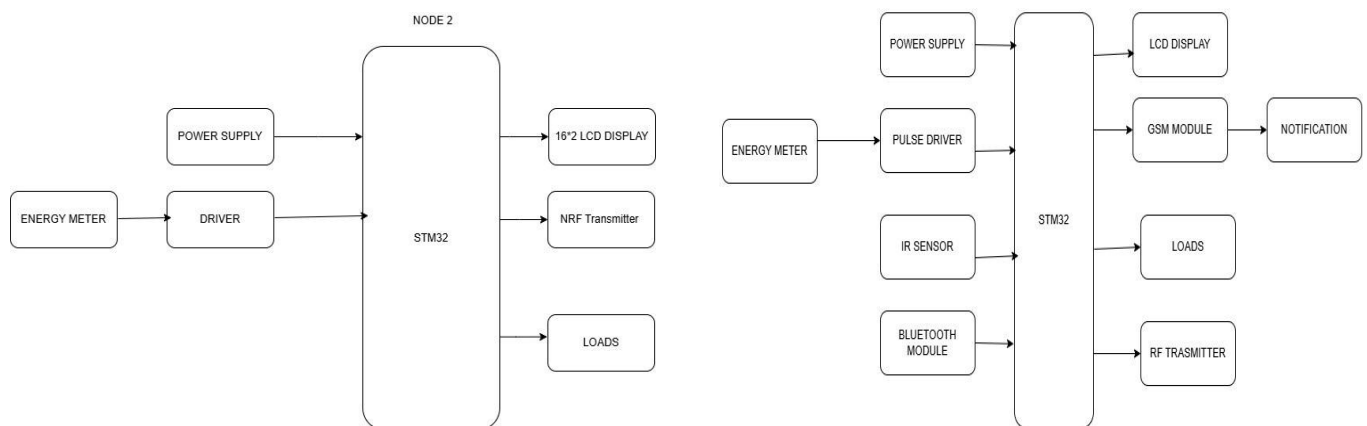 NODE 2
POWER SUPPLY
ENERGY METER
DRIVER
STM32
16*2 LCD DISPLAY
NRF Transmitter
LOADS
POWER SUPPLY
ENERGY METER
PULSE DRIVER
IR SENSOR
BLUETOOTH
MODULE
STM32
LCD DISPLAY
GSM MODULE
NOTIFICATION
LOADS
RF TRASMITTER